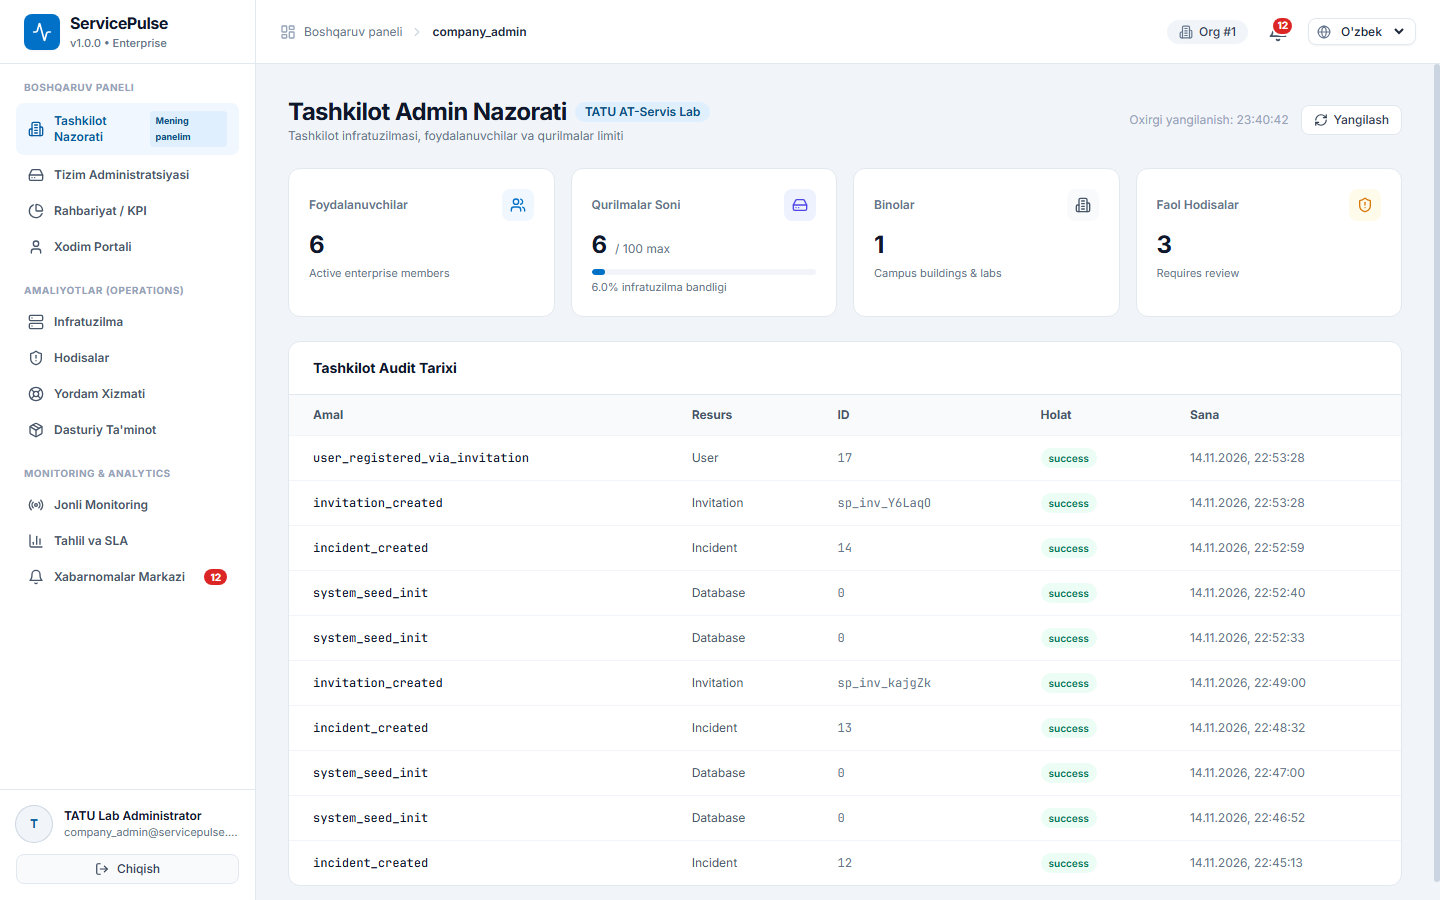 ServicePulse
v1.0.0 • Enterprise
BOSHQARUV PANELI
Tashkilot
Nazorati
Mening
panelim
Tizim Administratsiyasi
Rahbariyat / KPI
Xodim Portali
AMALIYOTLAR (OPERATIONS)
Infratuzilma
Hodisalar
Yordam Xizmati
Dasturiy Ta'minot
MONITORING & ANALYTICS
Jonli Monitoring
Tahlil va SLA
Xabarnomalar Markazi 12
T
TATU Lab Administrator
company_admin@servicepulse....
Chiqish
Boshqaruv paneli > company_admin
Org #1
12
O'zbek
Tashkilot Admin Nazorati TATU AT-Servis Lab
Tashkilot infratuzilmasi, foydalanuvchilar va qurilmalar limiti
Oxirgi yangilanish: 23:40:42
Yangilash
Foydalanuvchilar
6
Active enterprise members
Qurilmalar Soni
6 / 100 max
6.0% infratuzilma bandligi
Binolar
1
Campus buildings & labs
Faol Hodisalar
3
Requires review
Tashkilot Audit Tarixi
Amal Resurs ID Holat Sana
user_registered_via_invitation User 17 success 14.11.2026, 22:53:28
invitation_created Invitation sp_inv_Y6LaqO success 14.11.2026, 22:53:28
incident_created Incident 14 success 14.11.2026, 22:52:59
system_seed_init Database 0 success 14.11.2026, 22:52:40
system_seed_init Database 0 success 14.11.2026, 22:52:33
invitation_created Invitation sp_inv_kajgZk success 14.11.2026, 22:49:00
incident_created Incident 13 success 14.11.2026, 22:48:32
system_seed_init Database 0 success 14.11.2026, 22:47:00
system_seed_init Database 0 success 14.11.2026, 22:46:52
incident_created Incident 12 success 14.11.2026, 22:45:13